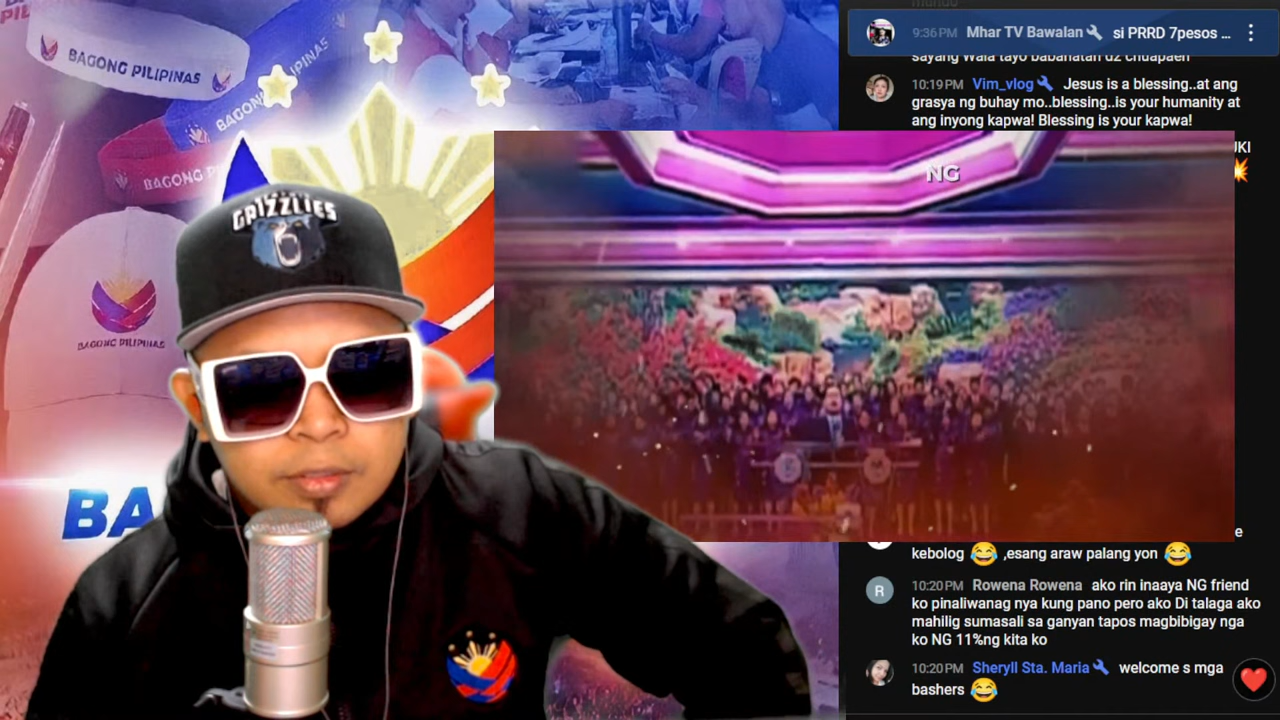 PILIPINAS
BAGONG PILIPINAS
BAGONG PILIPINAS
BAGONG P
BAGONG PILIPINAS
GRIZZLIES
BA
NG
9:36 PM Mhar TV Bawalan si PRRD 7pesos ...
sayang Wala tayo babanatan
10:19 PM Vim_vlog Jesus is a blessing..at ang
grasya ng buhay mo..blessing..is your humanity at
ang inyong kapwa! Blessing is your kapwa!
UKI
e
kebolog 😂 ,esang araw palang yon 😂
R
10:20 PM Rowena Rowena ako rin inaaya NG friend
ko pinaliwanag nya kung pano pero ako Di talaga ako
mahilig sumasali sa ganyan tapos magbibigay nga
ko NG 11%ng kita ko
10:20 PM Sheryll Sta. Maria welcome s mga
bashers 😂